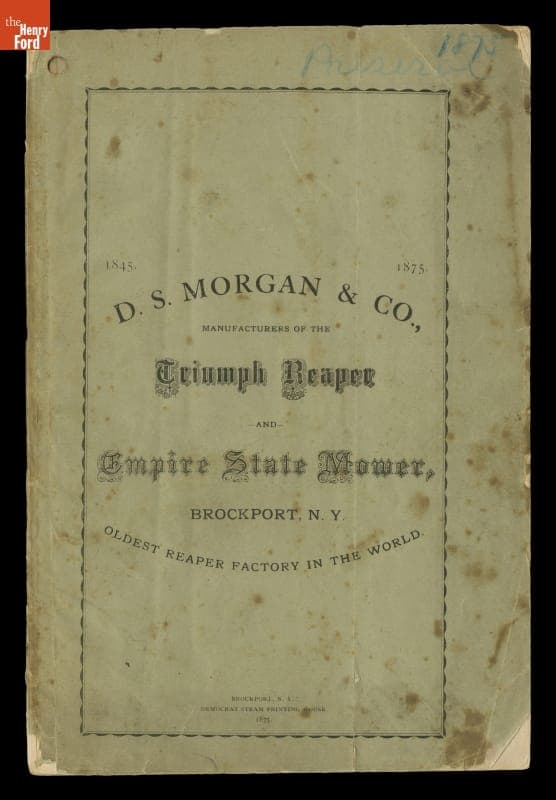 the
Henry
Ford
1875
Preserve
1845.
1875.
D. S. MORGAN & CO.,
MANUFACTURERS OF THE
Triumph Reaper
—AND—
Empire State Mower,
BROCKPORT, N. Y.
OLDEST REAPER FACTORY IN THE WORLD.
BROCKPORT, N. Y.:
DEMOCRAT STEAM PRINTING HOUSE
1875.